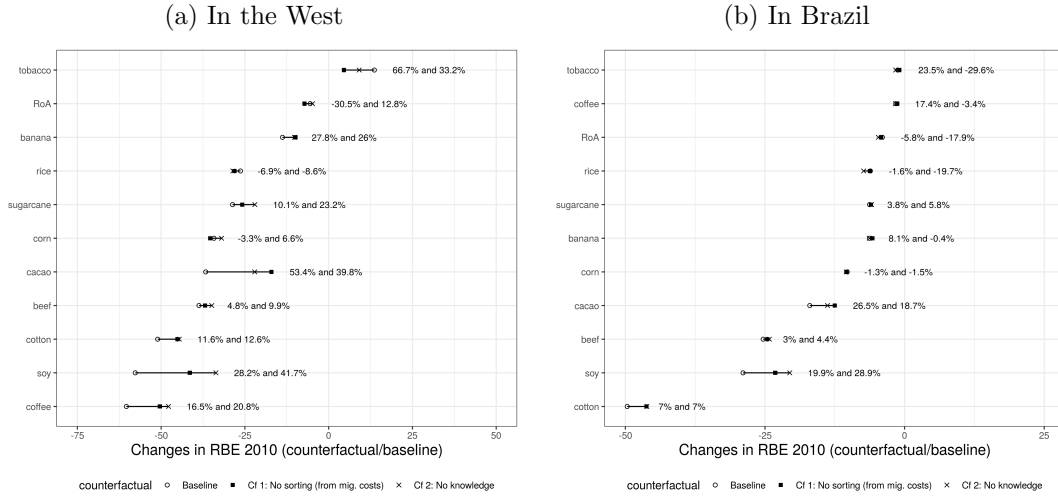 (a) In the West
tobacco 66.7% and 33.2%
RoA -30.5% and 12.8%
banana 27.8% and 26%
rice -6.9% and -8.6%
sugarcane 10.1% and 23.2%
corn -3.3% and 6.6%
cacao 53.4% and 39.8%
beef 4.8% and 9.9%
cotton 11.6% and 12.6%
soy 28.2% and 41.7%
coffee 16.5% and 20.8%
-75 -50 -25 0 25 50
Changes in RBE 2010 (counterfactual/baseline)
counterfactual Baseline Cf 1: No sorting (from mig. costs) Cf 2: No knowledge
(b) In Brazil
tobacco 23.5% and -29.6%
coffee 17.4% and -3.4%
RoA -5.8% and -17.9%
rice -1.6% and -19.7%
sugarcane 3.8% and 5.8%
banana 8.1% and -0.4%
corn -1.3% and -1.5%
cacao 26.5% and 18.7%
beef 3% and 4.4%
soy 19.9% and 28.9%
cotton 7% and 7%
-50 -25 0 25
Changes in RBE 2010 (counterfactual/baseline)
counterfactual Baseline Cf 1: No sorting (from mig. costs) Cf 2: No knowledge